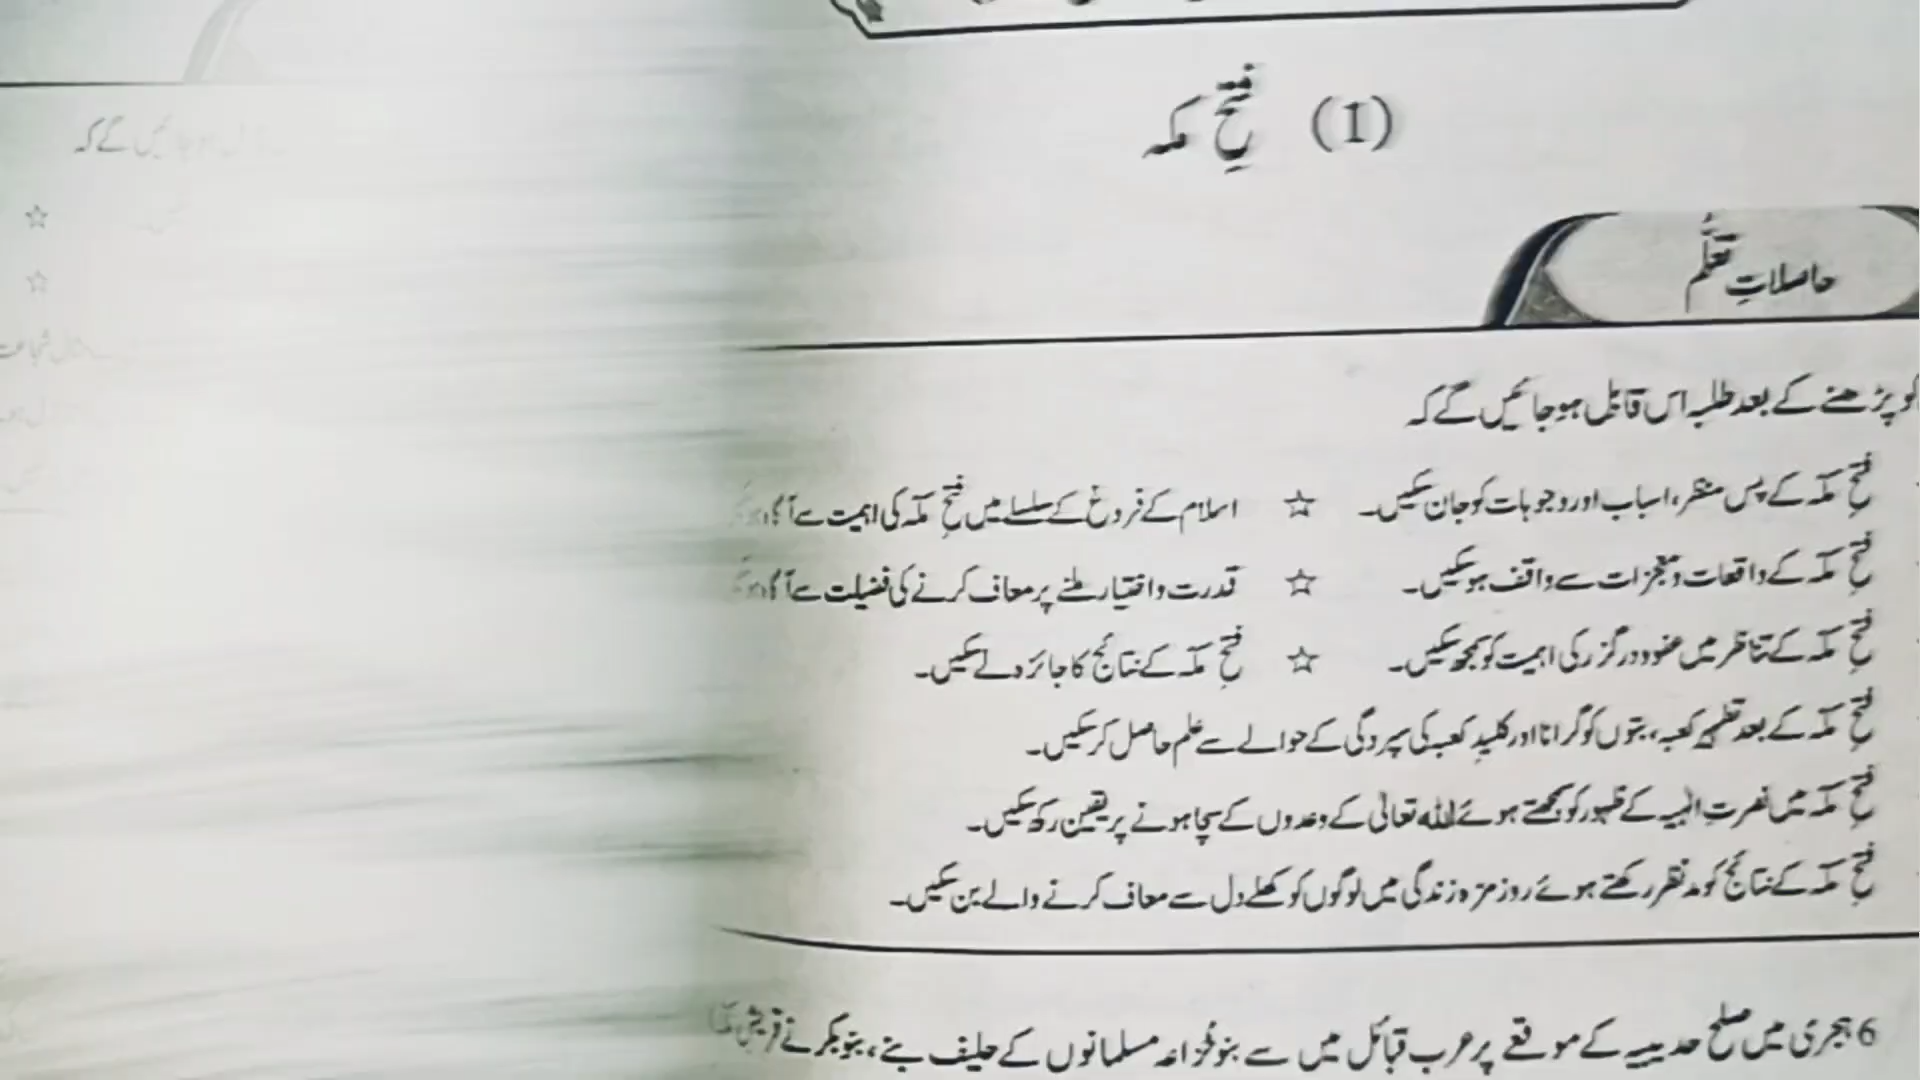 (1) فتحِ مکہ
حاصلاتِ تعلّم
کو پڑھنے کے بعد طلبہ اس قابل ہو جائیں گے کہ
فتحِ مکہ کے پس منظر، اسباب اور وجوہات کو جان سکیں۔ ☆ اسلام کے فروغ کے سلسلے میں فتحِ مکہ کی اہمیت سے آگاہ
فتحِ مکہ کے واقعات و معجزات سے واقف ہو سکیں۔ ☆ قدرت و اختیار ملنے پر معاف کرنے کی فضیلت سے آگاہ
فتحِ مکہ کے تناظر میں عفو و درگزر کی اہمیت کو سمجھ سکیں۔ ☆ فتحِ مکہ کے نتائج کا جائزہ لے سکیں۔
فتحِ مکہ کے بعد تطہیرِ کعبہ، بتوں کو گرانا اور کلیدِ کعبہ کی سپردگی کے حوالے سے علم حاصل کر سکیں۔
فتحِ مکہ میں نصرتِ الہیہ کے ظہور کو سمجھتے ہوئے اللہ تعالیٰ کے وعدوں کے سچا ہونے پر یقین رکھ سکیں۔
فتحِ مکہ کے نتائج کو مدنظر رکھتے ہوئے روزمرہ زندگی میں لوگوں کو کھلے دل سے معاف کرنے والے بن سکیں۔
6 ہجری میں صلح حدیبیہ کے موقعے پر عرب قبائل میں سے بنو خُزاعہ مسلمانوں کے حلیف بنے، بنو بکر نے قریش